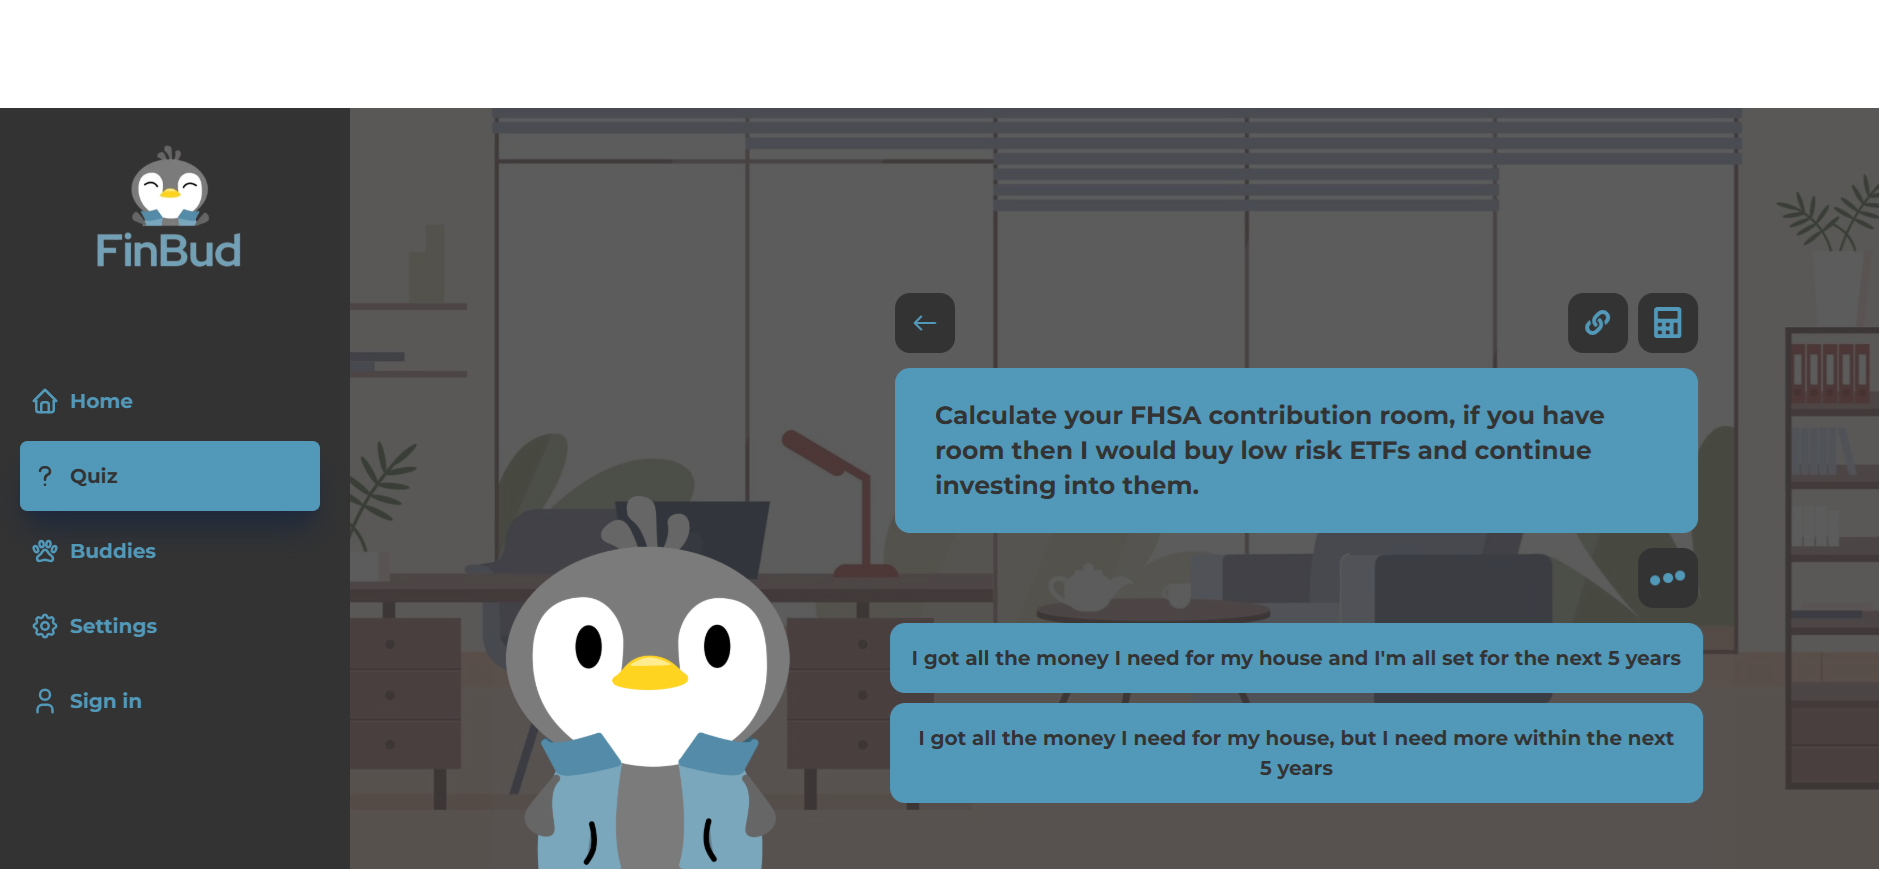 FinBud
Home
? Quiz
Buddies
Settings
Sign in
Calculate your FHSA contribution room, if you have
room then I would buy low risk ETFs and continue
investing into them.
I got all the money I need for my house and I'm all set for the next 5 years
I got all the money I need for my house, but I need more within the next
5 years